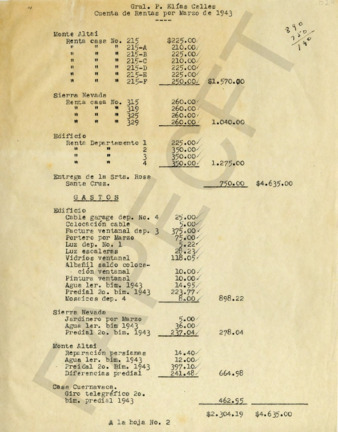 Gral. P. Elías Calles
Cuenta de Rentas por Marzo de 1943
Monte Altai
Renta casa No. 215 $225.00
" " " 215-A 210.00
" " " 215-B 225.00
" " " 215-C 210.00
" " " 215-D 225.00
" " " 215-E 225.00
" " " 215-F 250.00 $1.570.00
Sierra Nevada
Renta casa No. 315 260.00
" " " 319 260.00
" " " 325 260.00
" " " 329 260.00 1.040.00
Edificio
Renta Departamento 1 225.00
" " 2 350.00
" " 3 350.00
" " 4 350.00 1.275.00
Entrega de la Srta. Rosa
Santa Cruz. 750.00 $4.635.00
GASTOS
Edificio
Cable garage dep. No. 4 25.00
Colocación cable 5.00
Factura ventanal dep. 3 375.00
Portero por Marzo 75.00
Luz dep. No. 1 5.22
Luz escaleras 28.23
Vidrios ventanal 118.05
Albañil saldo coloca-
ción ventanal 10.00
Pintura ventanal 10.00
Agua 1er. bim. 1943 14.95
Predial 2o. bim. 1943 223.77
Mosaicos dep. 4 8.00 898.22
Sierra Nevada
Jardinero por Marzo 5.00
Agua 1er. bim. 1943 36.00
Predial 2o. bim. 1943 237.04 278.04
Monte Altai
Reparación persianas 14.40
Agua 1er. bim. 1943 12.00
Preidal 2o. bim. 1943 397.10
Diferencias predial 241.48 664.98
Casa Cuernavaca.
Giro telegráfico 2o.
bim. predial 1943 462.55
$2.304.19 $4.635.00
A la hoja No. 2